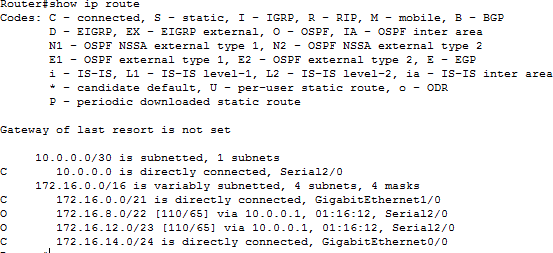 Router#show ip route
Codes: C - connected, S - static, I - IGRP, R - RIP, M - mobile, B - BGP
D - EIGRP, EX - EIGRP external, O - OSPF, IA - OSPF inter area
N1 - OSPF NSSA external type 1, N2 - OSPF NSSA external type 2
E1 - OSPF external type 1, E2 - OSPF external type 2, E - EGP
i - IS-IS, L1 - IS-IS level-1, L2 - IS-IS level-2, ia - IS-IS inter area
* - candidate default, U - per-user static route, o - ODR
P - periodic downloaded static route
Gateway of last resort is not set
10.0.0.0/30 is subnetted, 1 subnets
C 10.0.0.0 is directly connected, Serial2/0
172.16.0.0/16 is variably subnetted, 4 subnets, 4 masks
C 172.16.0.0/21 is directly connected, GigabitEthernet1/0
O 172.16.8.0/22 [110/65] via 10.0.0.1, 01:16:12, Serial2/0
O 172.16.12.0/23 [110/65] via 10.0.0.1, 01:16:12, Serial2/0
C 172.16.14.0/24 is directly connected, GigabitEthernet0/0